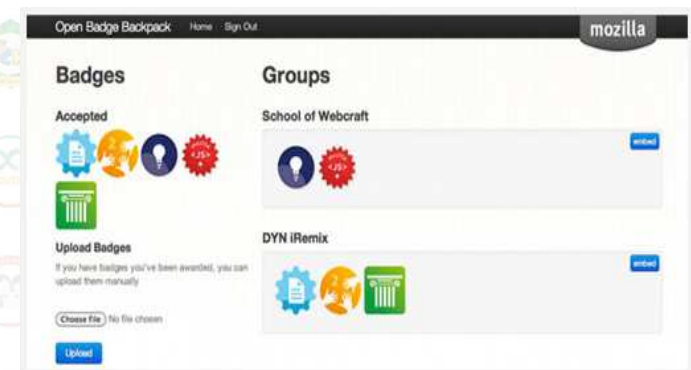 Open Badge Backpack Home Sign Out
mozilla
Badges
Accepted
Upload Badges
If you have badges you've been awarded, you can
upload them manually
Choose File No file chosen
Upload
Groups
School of Webcraft
embed
<JS>
DYN iRemix
embed